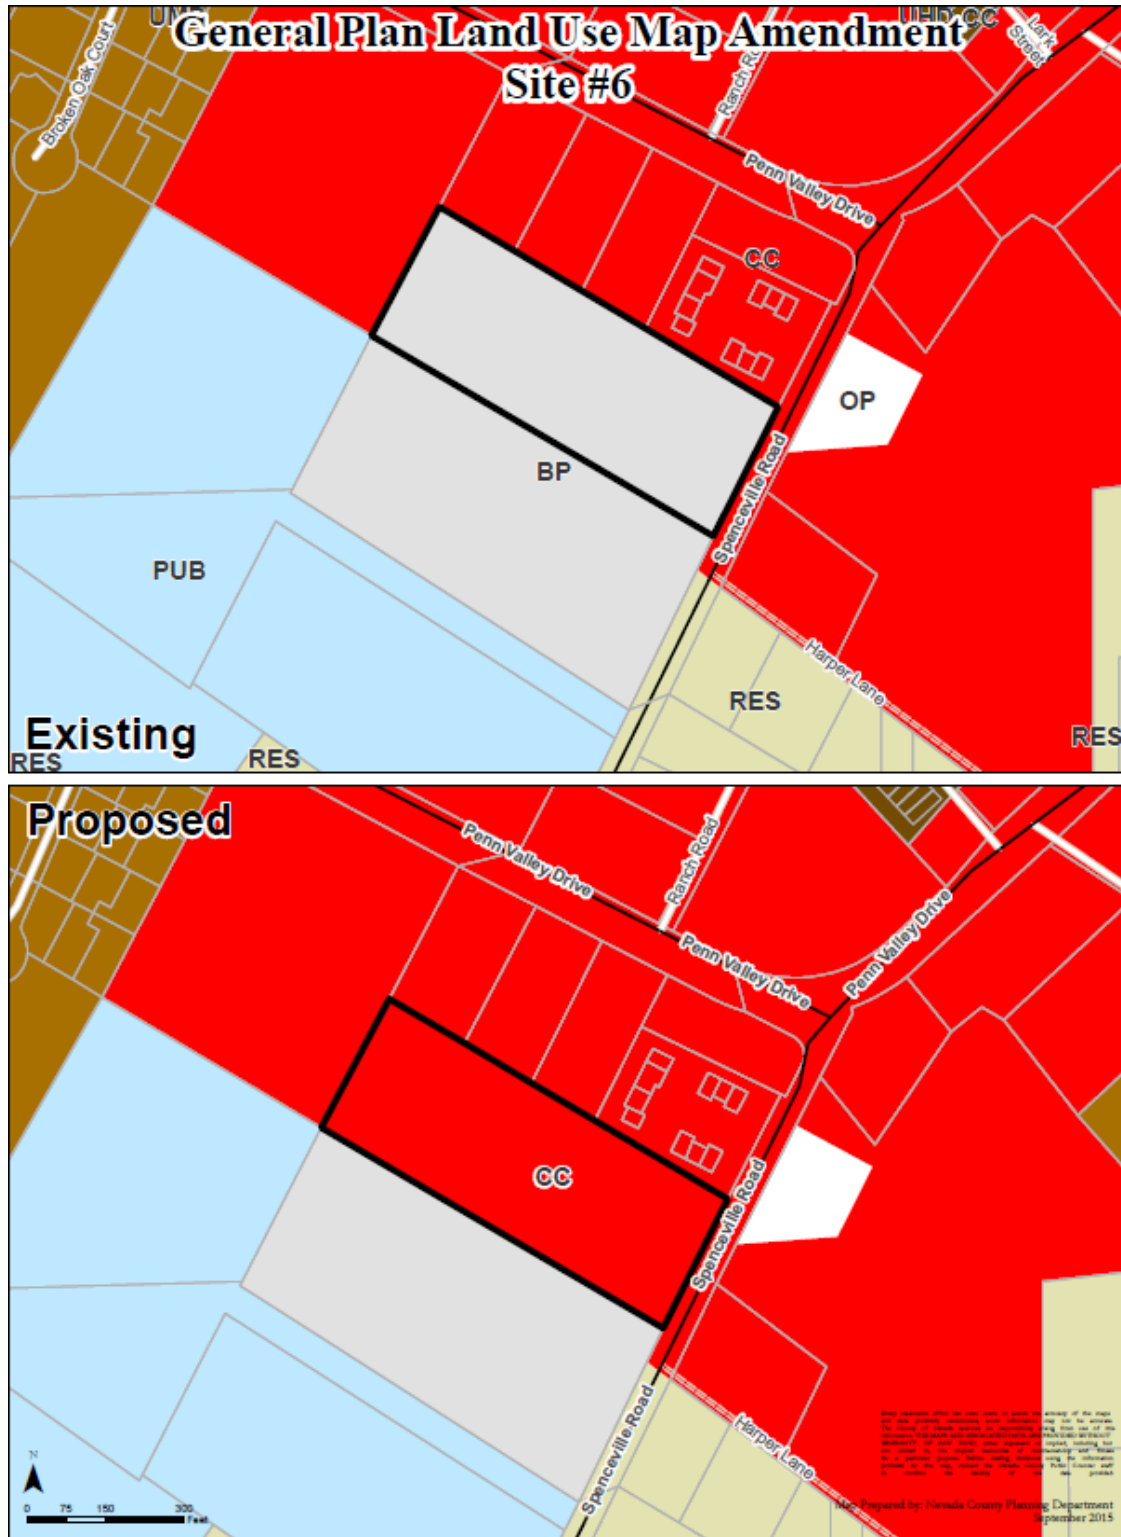 UMD
UHD CC
General Plan Land Use Map Amendment
Site #6
Broken Oak Court
Lark
Street
Penn Valley Drive
CC
OP
BP
Spenceville Road
PUB
Harper Lane
RES
Existing
RES
RES
RES
Proposed
Penn Valley Drive
Ranch Road
Penn Valley Drive
Penn Valley Drive
CC
Spenceville Road
Spenceville Road
Harper Lane
N
0 75 150 300
Feet
Map Prepared by: Nevada County Planning Department
September 2015